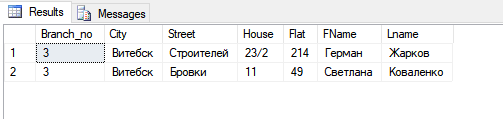 Results Messages
Branch_no City Street House Flat FName Lname
1 3 Витебск Строителей 23/2 214 Герман Жарков
2 3 Витебск Бровки 11 49 Светлана Коваленко